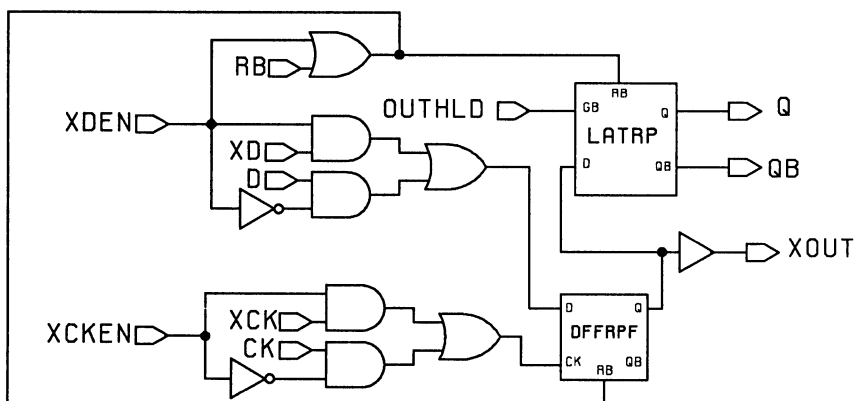 RB
RB
OUTHLD
GB
Q
Q
XDEN
LATRP
XD
D
QB
QB
D
XOUT
D
Q
XCK
XCKEN
DFFRPF
CK
CK
QB
RB